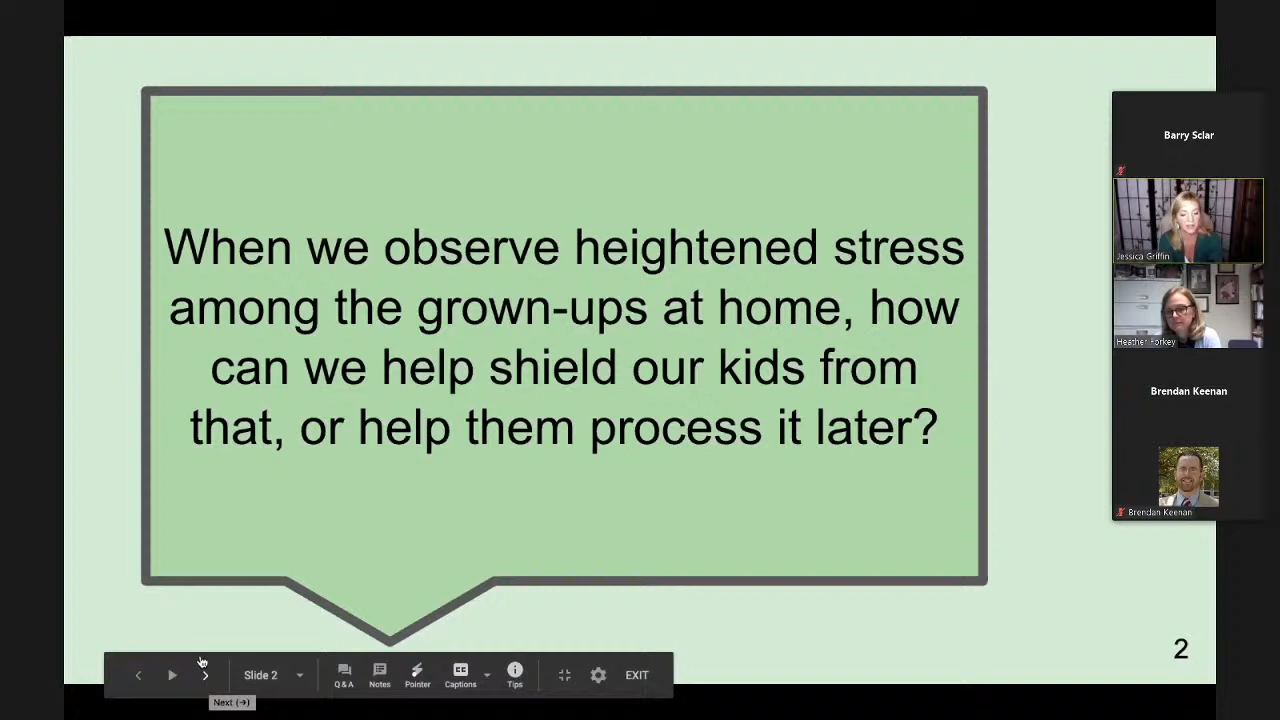 When we observe heightened stress
among the grown-ups at home, how
can we help shield our kids from
that, or help them process it later?
2
Barry Sclar
Jessica Griffin
Heather Forkey
Brendan Keenan
Brendan Keenan
Slide 2
Q & A
Notes
Pointer
CC
Captions
Tips
EXIT
Next (→)